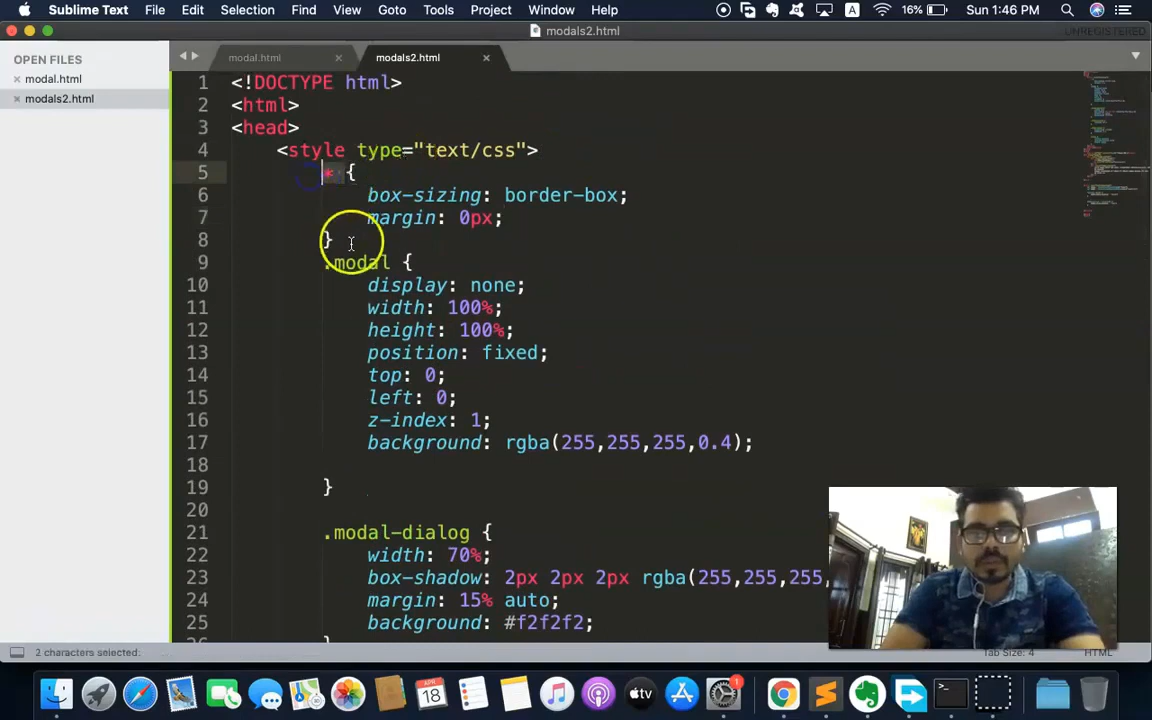 Sublime Text File Edit Selection Find View Goto Tools Project Window Help 16% Sun 1:46 PM
modals2.html UNREGISTERED
OPEN FILES
modal.html
modals2.html
modal.html modals2.html
1 <!DOCTYPE html>
2 <html>
3 <head>
4 <style type="text/css">
5 * {
6 box-sizing: border-box;
7 margin: 0px;
8 }
9 .modal {
10 display: none;
11 width: 100%;
12 height: 100%;
13 position: fixed;
14 top: 0;
15 left: 0;
16 z-index: 1;
17 background: rgba(255,255,255,0.4);
18
19 }
20
21 .modal-dialog {
22 width: 70%;
23 box-shadow: 2px 2px 2px rgba(255,255,255,
24 margin: 15% auto;
25 background: #f2f2f2;
26 }
2 characters selected: Tab Size: 4 HTML
APR 18 tv 1